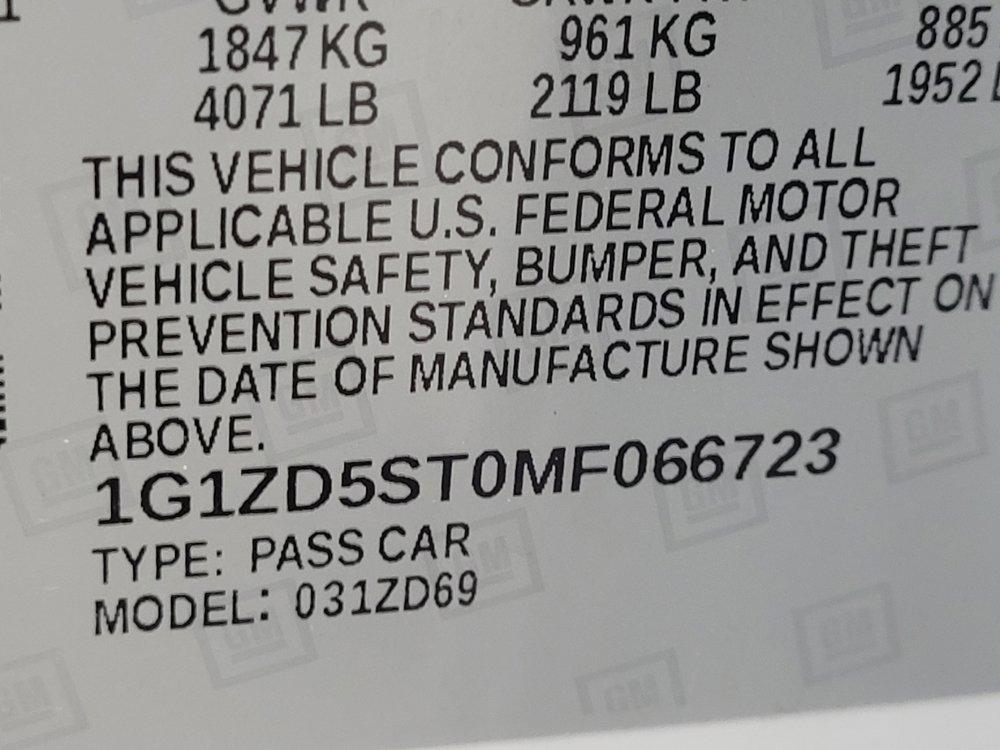 1847 KG 961 KG 885
4071 LB 2119 LB 1952
THIS VEHICLE CONFORMS TO ALL
APPLICABLE U.S. FEDERAL MOTOR
VEHICLE SAFETY, BUMPER, AND THEFT
PREVENTION STANDARDS IN EFFECT ON
THE DATE OF MANUFACTURE SHOWN
ABOVE.
1G1ZD5ST0MF066723
TYPE: PASS CAR
MODEL: 031ZD69
GM